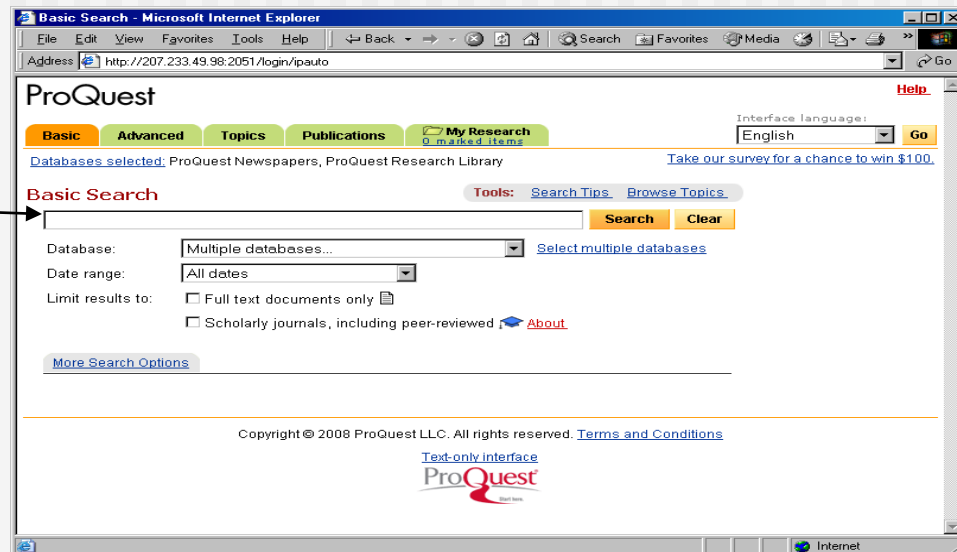 Basic Search - Microsoft Internet Explorer
File Edit View Favorites Tools Help Back Search Favorites Media »
Address http://207.233.49.98:2051/login/ipauto Go
ProQuest
Help
Interface language:
Basic Advanced Topics Publications My Research
0 marked items
English Go
Databases selected: ProQuest Newspapers, ProQuest Research Library
Take our survey for a chance to win $100.
Basic Search
Tools: Search Tips Browse Topics
Search Clear
Database: Multiple databases... Select multiple databases
Date range: All dates
Limit results to: Full text documents only
Scholarly journals, including peer-reviewed About
More Search Options
Copyright © 2008 ProQuest LLC. All rights reserved. Terms and Conditions
Text-only interface
ProQuest
Start here.
Internet